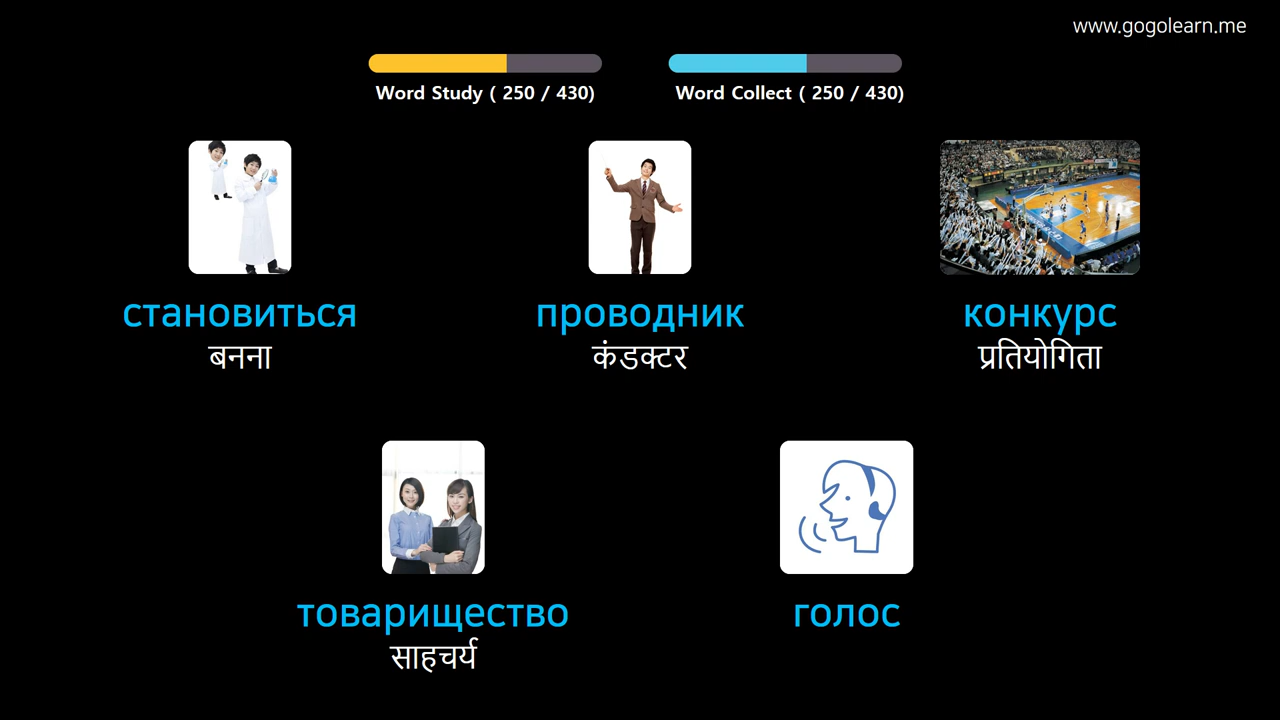 www.gogolearn.me
Word Study ( 250 / 430)
Word Collect ( 250 / 430)
становиться
बनना
проводник
कंडक्टर
конкурс
प्रतियोगिता
товарищество
साहचर्य
голос